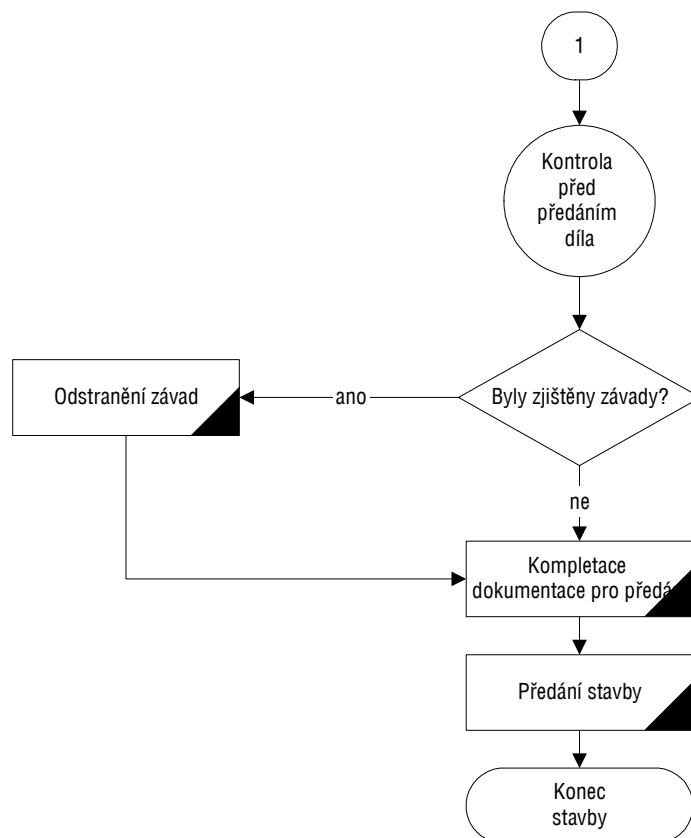 1
Kontrola
před
předáním
díla
Byly zjištěny závady?
ano
Odstranění závad
ne
Kompletace
dokumentace pro
Předání stavby
Konec
stavby